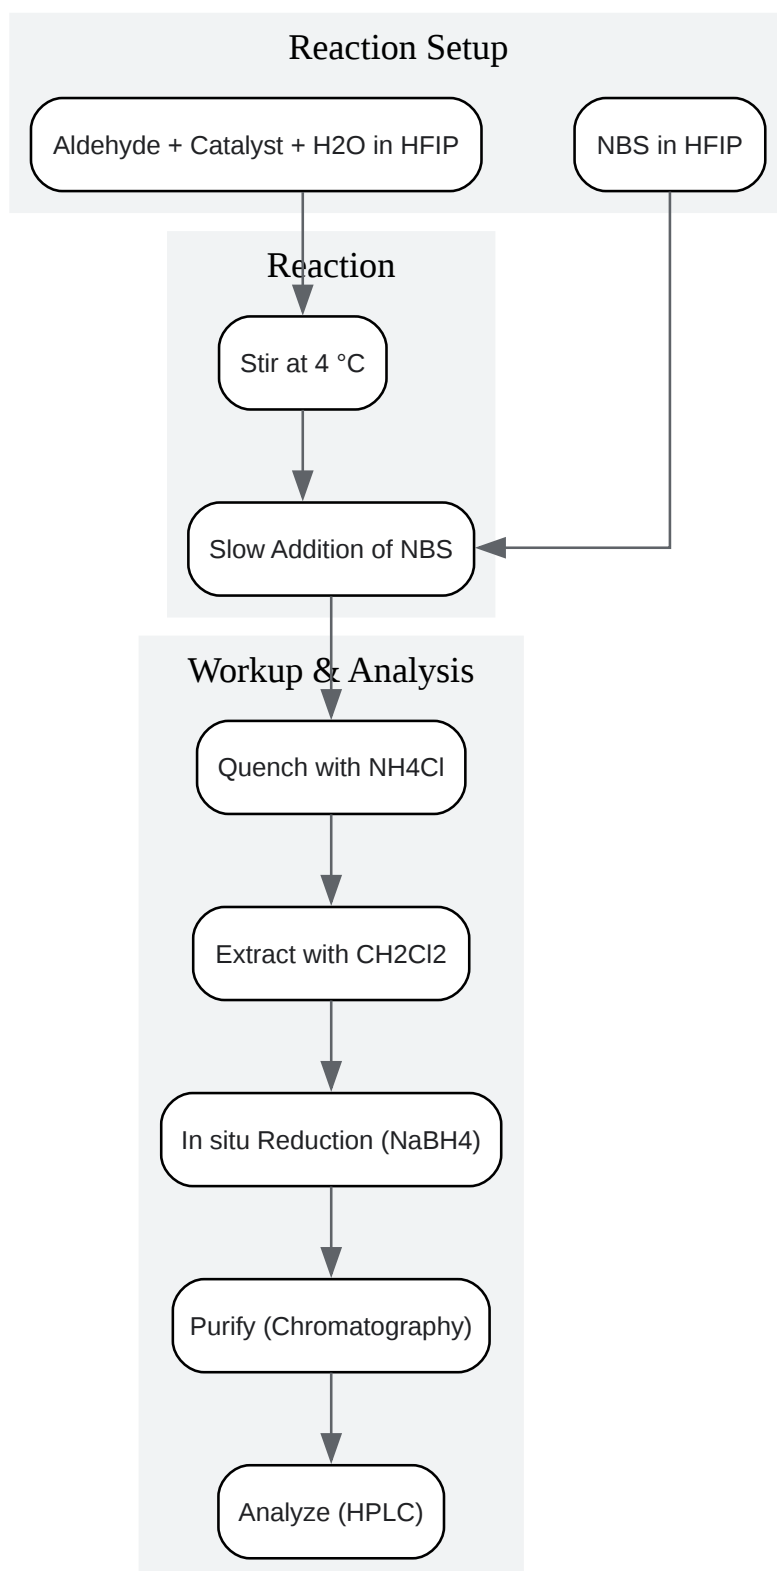 Reaction Setup
Aldehyde + Catalyst + H2O in HFIP
NBS in HFIP
Reaction
Stir at 4 °C
Slow Addition of NBS
Workup & Analysis
Quench with NH4Cl
Extract with CH2Cl2
In situ Reduction (NaBH4)
Purify (Chromatography)
Analyze (HPLC)